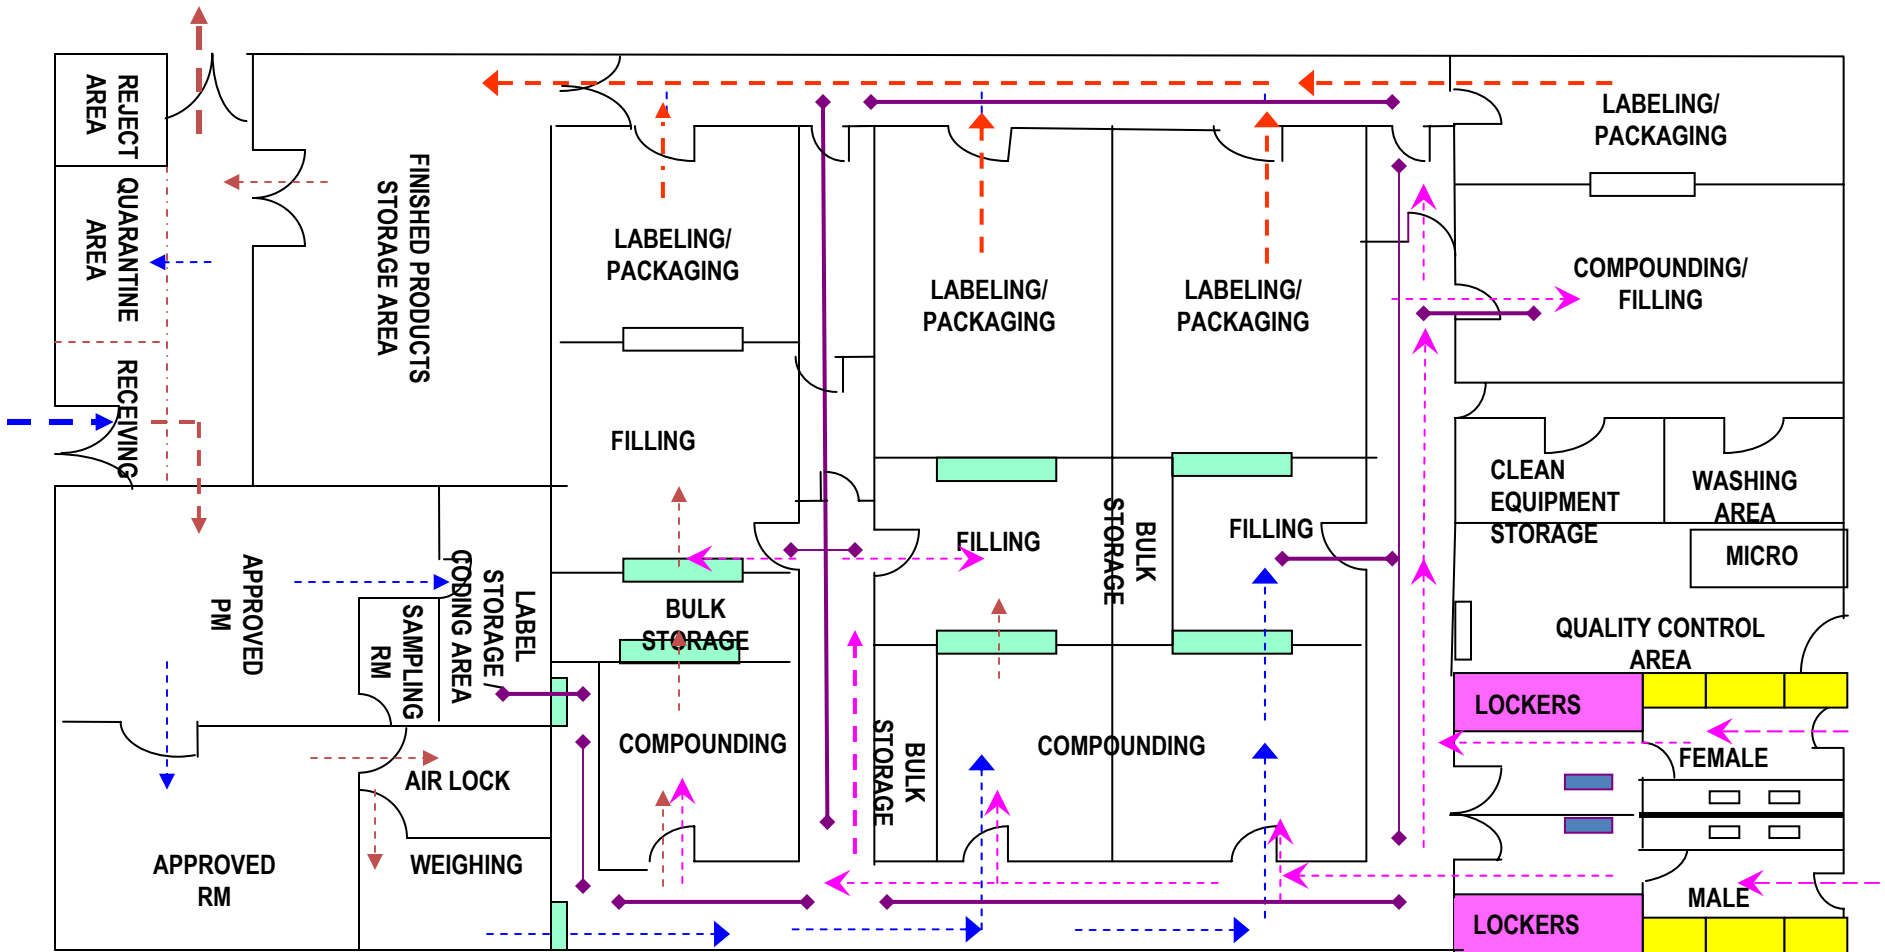 REJECT
AREA
QUARANTINE
AREA
RECEIVING
FINISHED PRODUCTS
STORAGE AREA
LABELING/
PACKAGING
FILLING
BULK
STORAGE
COMPOUNDING
LABELING/
PACKAGING
LABELING/
PACKAGING
FILLING
BULK
STORAGE
FILLING
BULK
STORAGE
COMPOUNDING
LABELING/
PACKAGING
COMPOUNDING/
FILLING
CLEAN
EQUIPMENT
STORAGE
WASHING
AREA
MICRO
QUALITY CONTROL
AREA
LOCKERS
FEMALE
MALE
LOCKERS
APPROVED
PM
SAMPLING
RM
LABEL
STORAGE
CODING AREA
AIR LOCK
WEIGHING
APPROVED
RM